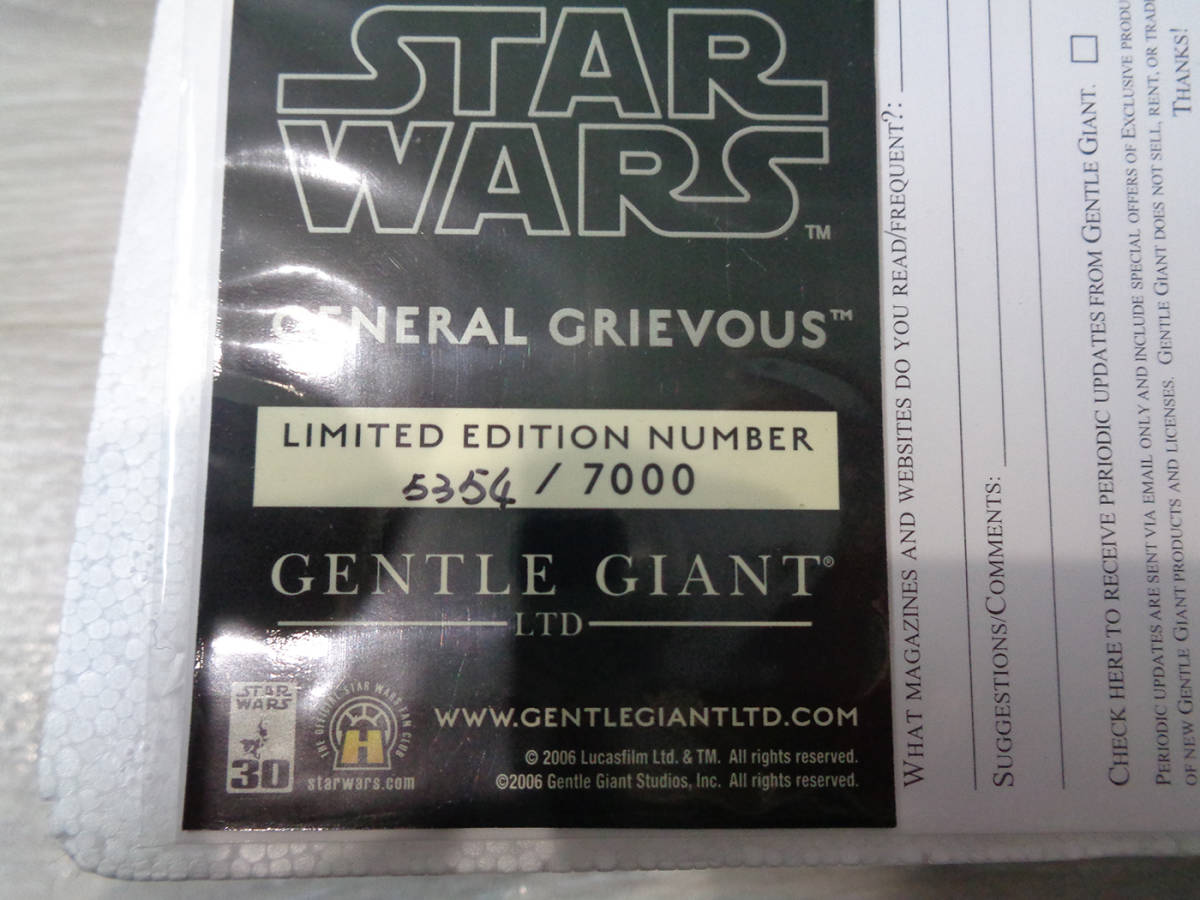 STAR
WARS™
GENERAL GRIEVOUS™
LIMITED EDITION NUMBER
5354 / 7000
GENTLE GIANT®
LTD
STAR
WARS
30
THE OFFICIAL STAR WARS FAN CLUB
H
starwars.com
WWW.GENTLEGIANTLTD.COM
© 2006 Lucasfilm Ltd. & TM. All rights reserved.
©2006 Gentle Giant Studios, Inc. All rights reserved.
WHAT MAGAZINES AND WEBSITES DO YOU READ/FREQUENT?:
SUGGESTIONS/COMMENTS:
CHECK HERE TO RECEIVE PERIODIC UPDATES FROM GENTLE GIANT.
PERIODIC UPDATES ARE SENT VIA EMAIL ONLY AND INCLUDE SPECIAL OFFERS OF EXCLUSIVE
OF NEW GENTLE GIANT PRODUCTS AND LICENSES. GENTLE GIANT DOES NOT SELL, RENT, OR
THANKS!